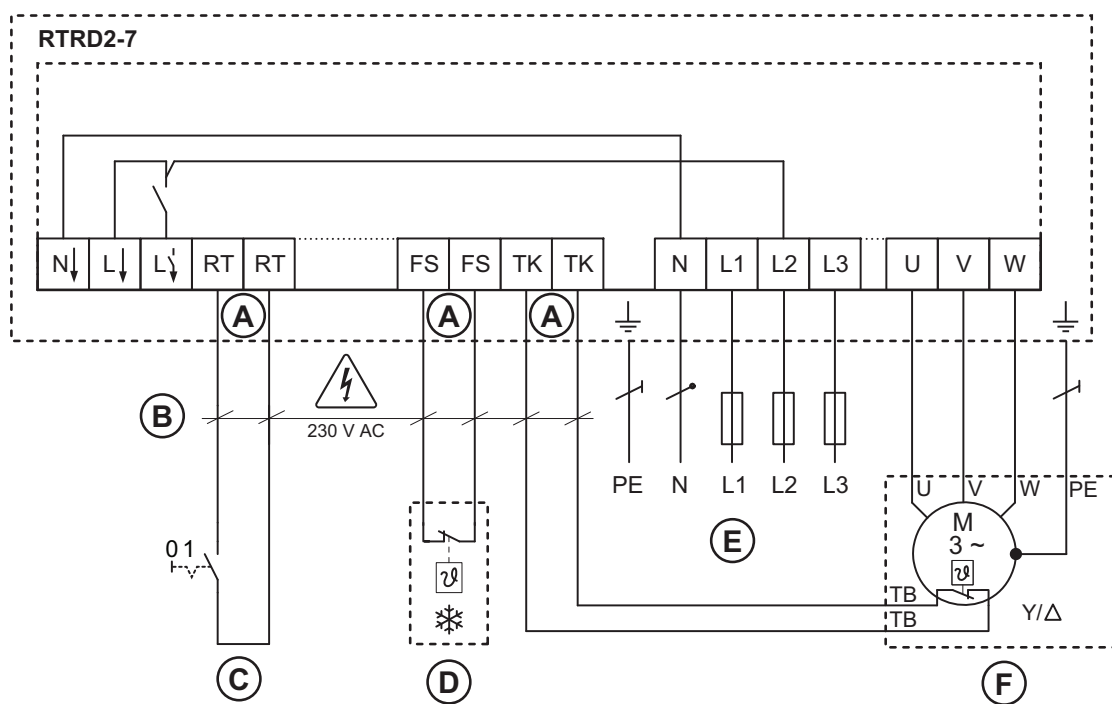 RTRD2-7
N L L RT RT FS FS TK TK N L1 L2 L3 U V W
A A A
B
230 V AC
PE N L1 L2 L3
U V W PE
E
M
3 ~
0 1
ϑ ϑ
TB
TB
Y/Δ
C D F